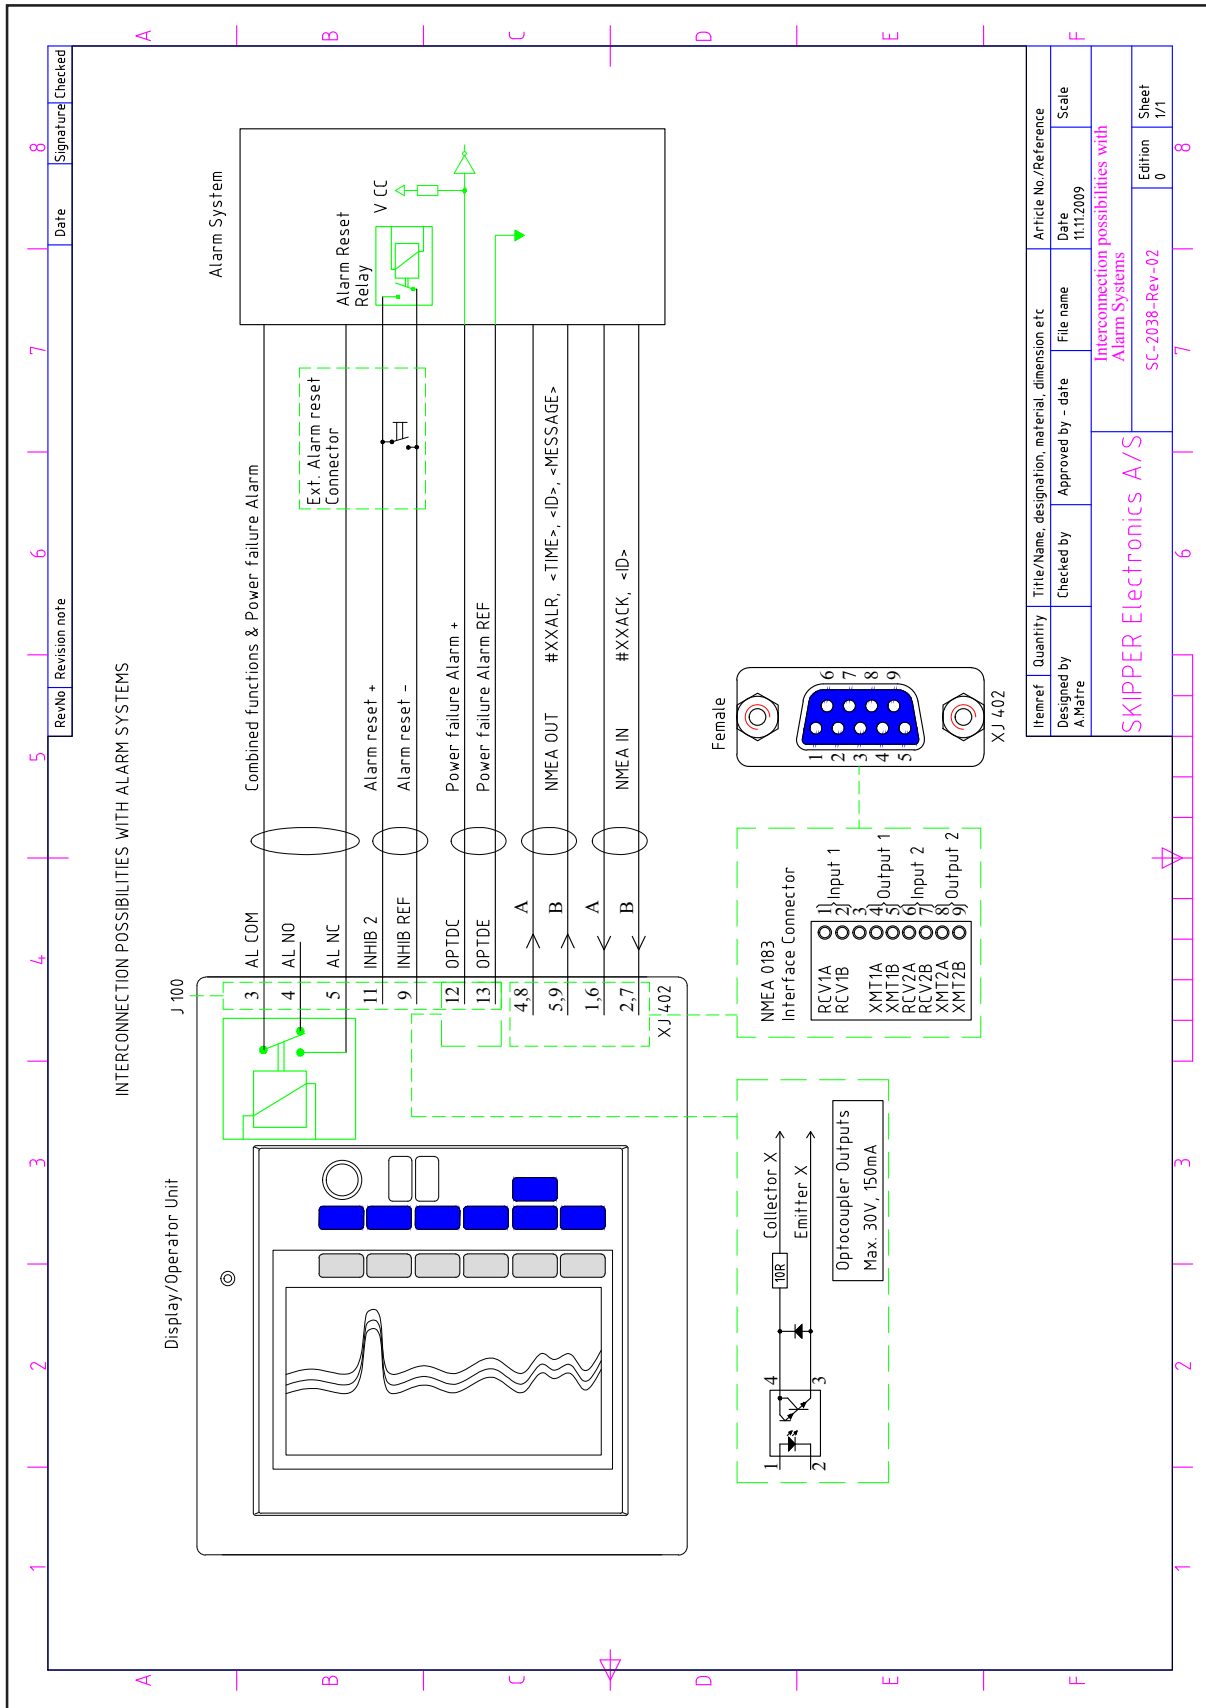 A
B
C
D
E
F
8
7
6
5
4
3
2
1
RevNo
Revision note
Date
Signature
Checked
INTERCONNECTION POSSIBILITIES WITH ALARM SYSTEMS
Display/Operator Unit
J 100
3
AL COM
4
AL NO
5
AL NC
11
INHIB 2
9
INHIB REF
12
OPTDC
13
OPTDE
4,8
A
5,9
B
1,6
A
2,7
B
XJ 402
Combined functions & Power failure Alarm
Alarm reset +
Alarm reset -
Power failure Alarm +
Power failure Alarm REF
NMEA OUT
#XXALR, <TIME>, <ID>, <MESSAGE>
NMEA IN
#XXACK, <ID>
Ext. Alarm reset
Connector
Alarm System
Alarm Reset
Relay
V CC
1
2
4
3
10R
Collector X
Emitter X
Optocoupler Outputs
Max. 30V, 150mA
NMEA 0183
Interface Connector
RCV1A 1
RCV1B 2
Input 1
3
XMT1A 4
XMT1B 5
Output 1
RCV2A 6
RCV2B 7
Input 2
XMT2A 8
XMT2B 9
Output 2
Female
1
2
3
4
5
6
7
8
9
XJ 402
Itemref
Quantity
Title/Name, designation, material, dimension etc
Article No./Reference
Designed by
A.Matre
Checked by
Approved by - date
File name
Date
11.11.2009
Scale
SKIPPER Electronics A/S
Interconnection possibilities with
Alarm Systems
SC-2038-Rev-02
Edition
0
Sheet
1/1
1
2
3
4
5
6
7
8
A
B
C
D
E
F